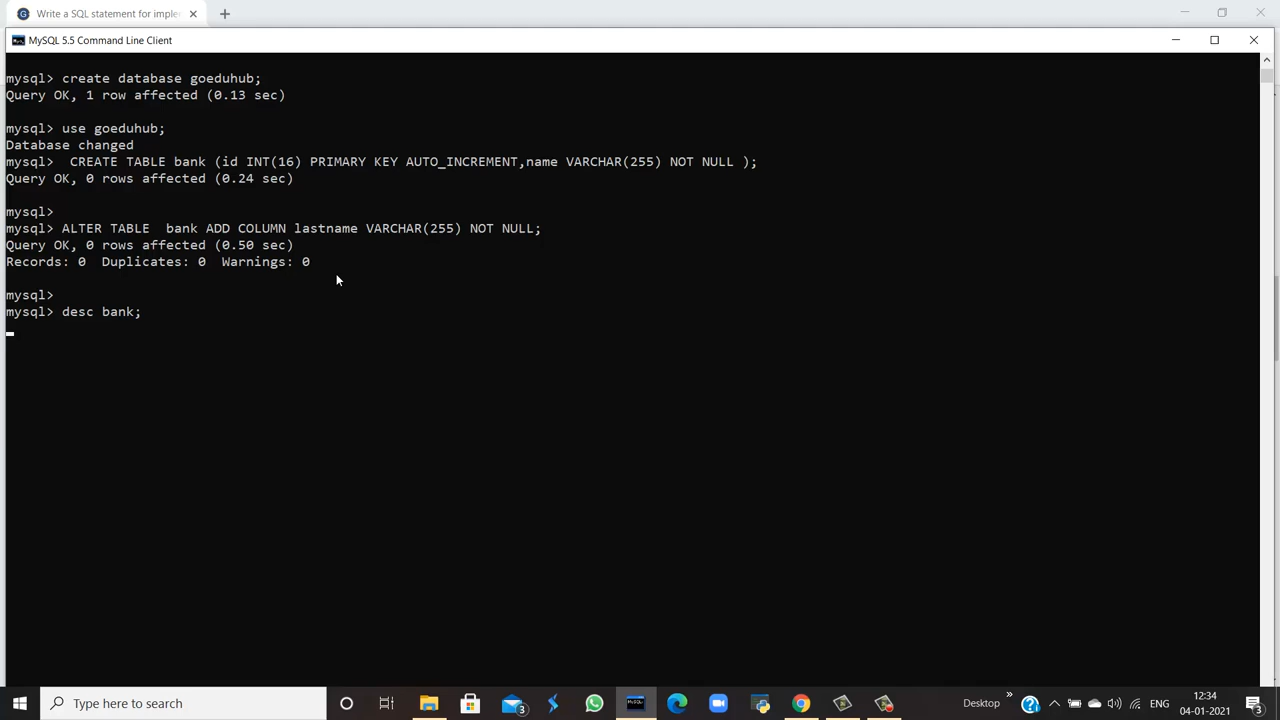 Write a SQL statement for imple
MySQL 5.5 Command Line Client
mysql> create database goeduhub;
Query OK, 1 row affected (0.13 sec)
mysql> use goeduhub;
Database changed
mysql>  CREATE TABLE bank (id INT(16) PRIMARY KEY AUTO_INCREMENT,name VARCHAR(255) NOT NULL );
Query OK, 0 rows affected (0.24 sec)
mysql>
mysql> ALTER TABLE  bank ADD COLUMN lastname VARCHAR(255) NOT NULL;
Query OK, 0 rows affected (0.50 sec)
Records: 0  Duplicates: 0  Warnings: 0
mysql>
mysql> desc bank;
Type here to search
3
MySQL
Desktop
»
ENG
12:34
04-01-2021
3